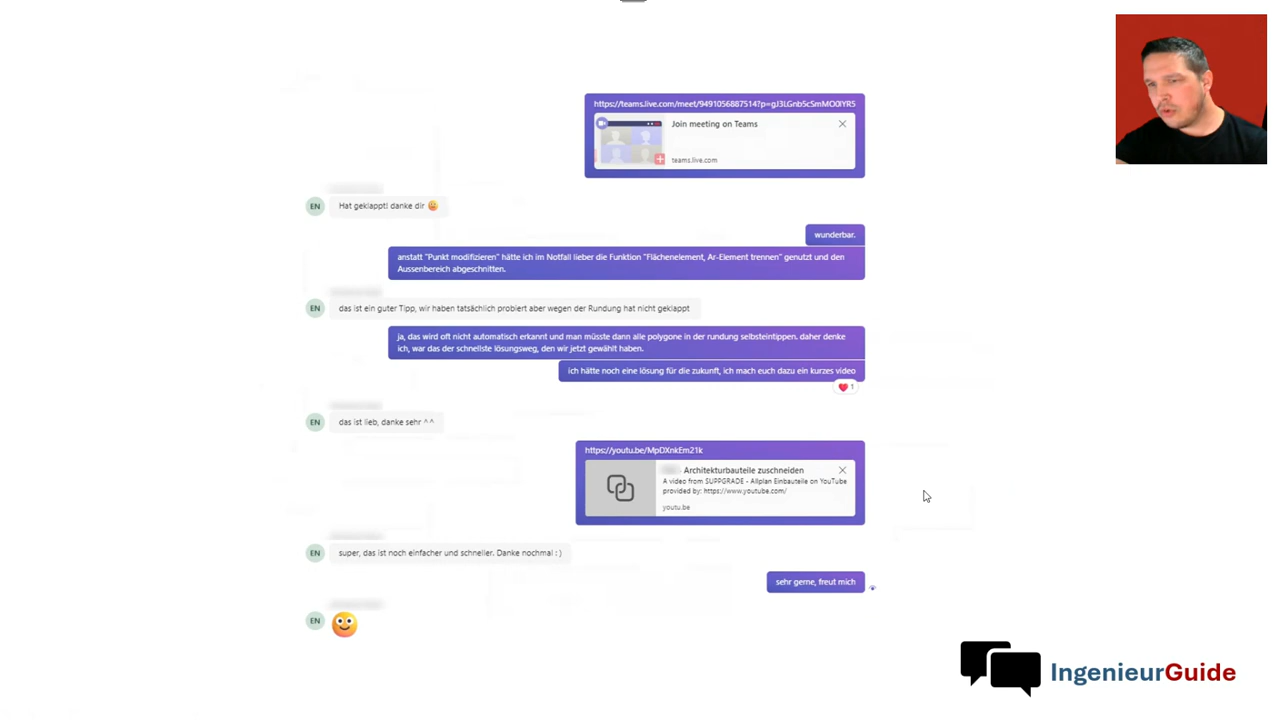 https://teams.live.com/meet/9491056887514?p=gJ3LGnb5cSmMO0IYR5
Join meeting on Teams
teams.live.com
EN
Hat geklappt! danke dir
wunderbar.
anstatt "Punkt modifizieren" hätte ich im Notfall lieber die Funktion "Flächenelement, Ar-Element trennen" genutzt und den
Aussenbereich abgeschnitten.
EN
das ist ein guter Tipp, wir haben tatsächlich probiert aber wegen der Rundung hat nicht geklappt
ja, das wird oft nicht automatisch erkannt und man müsste dann alle polygone in der rundung selbsteintippen. daher denke
ich, war das der schnellste lösungsweg, den wir jetzt gewählt haben.
ich hätte noch eine lösung für die zukunft, ich mach euch dazu ein kurzes video
1
EN
das ist lieb, danke sehr ^^
https://youtu.be/MpDXnkEm21k
- Architekturbauteile zuschneiden
A video from SUPPGRADE - Allplan Einbauteile on YouTube
provided by: https://www.youtube.com/
youtu.be
EN
super, das ist noch einfacher und schneller. Danke nochmal : )
sehr gerne, freut mich
EN
IngenieurGuide